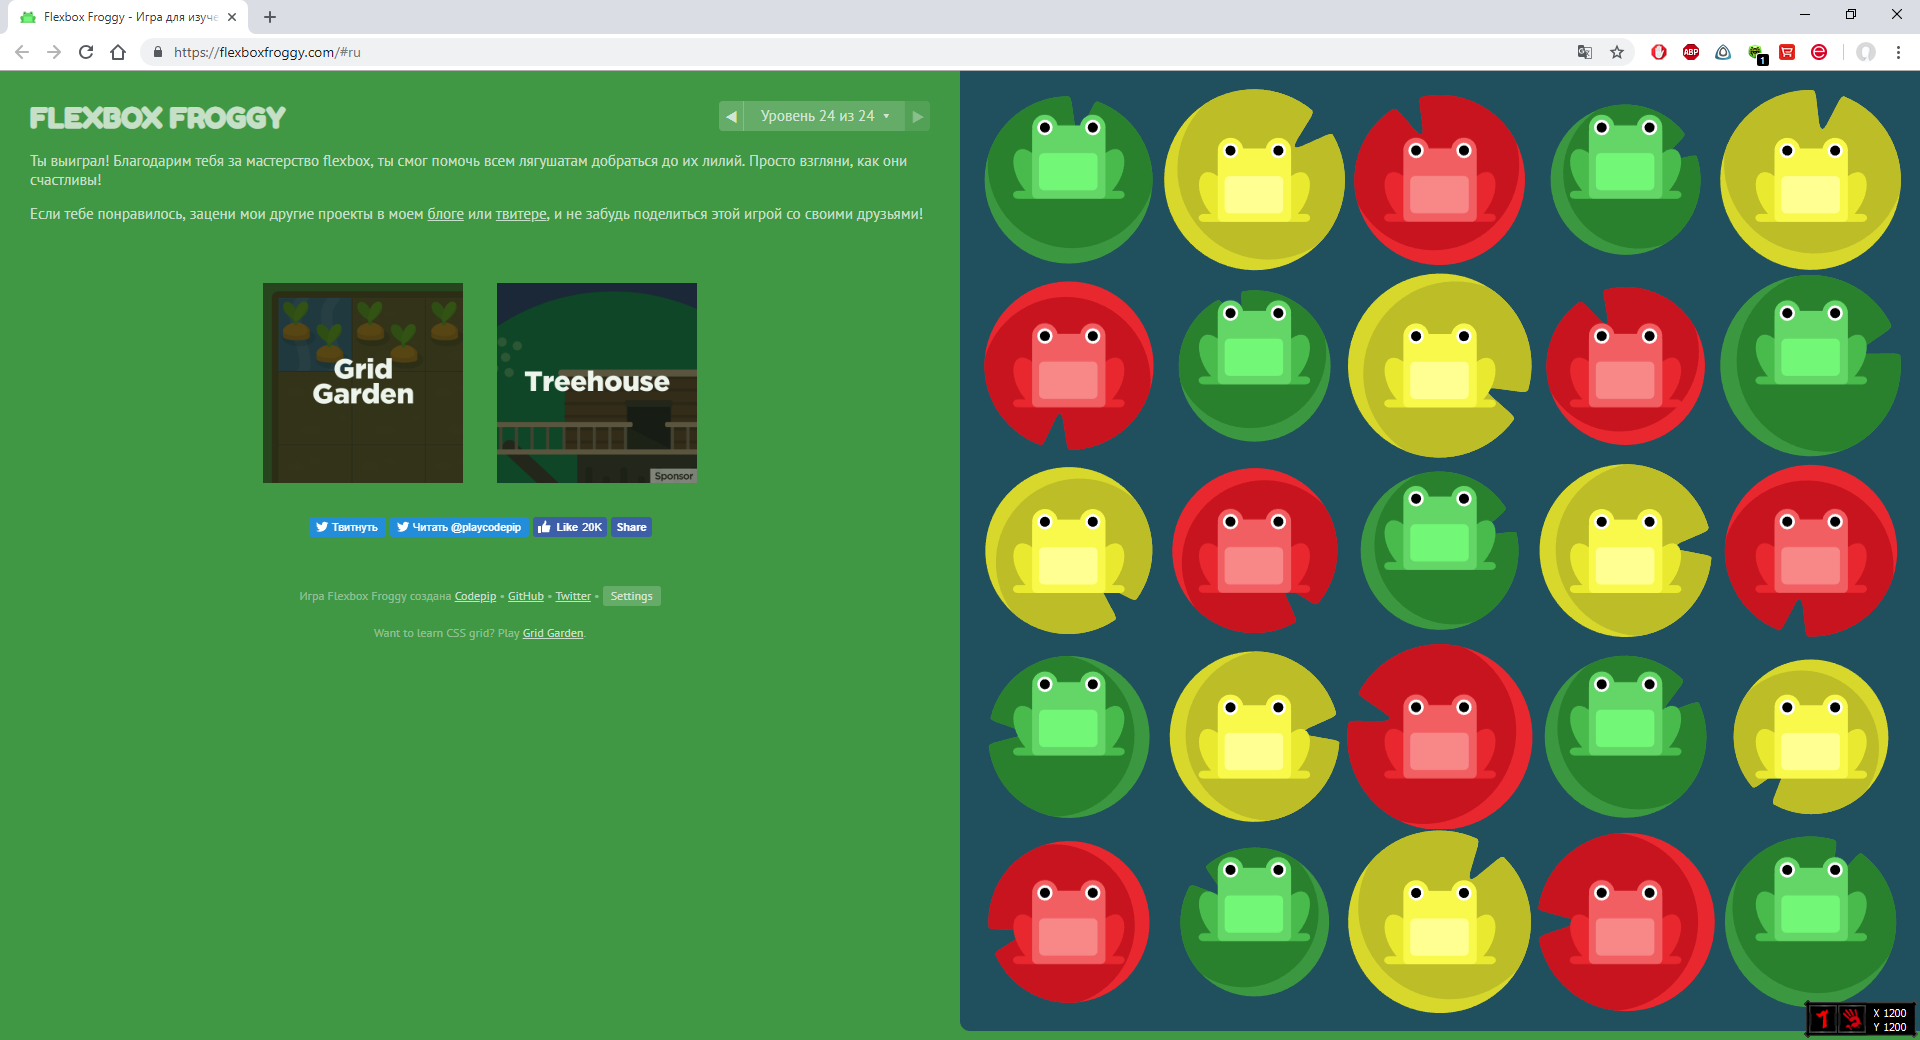 Flexbox Froggy - Игра для изуче
https://flexboxfroggy.com/#ru
ABP
1
FLEXBOX FROGGY
Уровень 24 из 24
Ты выиграл! Благодарим тебя за мастерство flexbox, ты смог помочь всем лягушатам добраться до их лилий. Просто взгляни, как они
счастливы!
Если тебе понравилось, зацени мои другие проекты в моем блоге или твитере, и не забудь поделиться этой игрой со своими друзьями!
Grid
Garden
Treehouse
Sponsor
Твитнуть
Читать @playcodepip
Like 20K
Share
Игра Flexbox Froggy создана Codepip • GitHub • Twitter • Settings
Want to learn CSS grid? Play Grid Garden.
X 1200
Y 1200